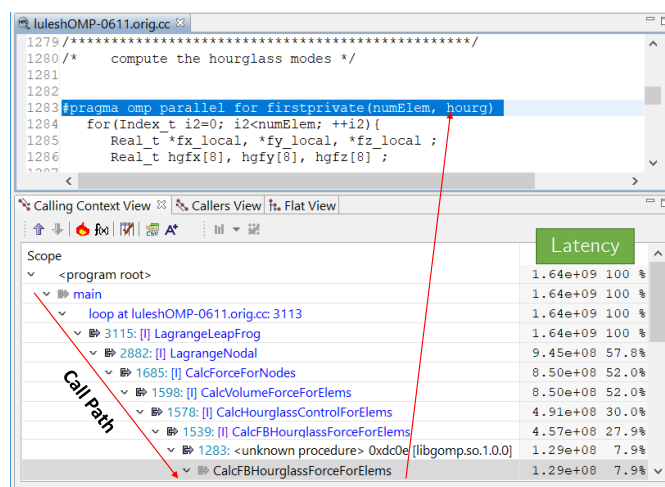 luleshOMP-0611.orig.cc
1279 /*************************************************/
1280 /*    compute the hourglass modes */
1281
1282
1283 #pragma omp parallel for firstprivate(numElem, hourg)
1284    for(Index_t i2=0; i2<numElem; ++i2){
1285       Real_t *fx_local, *fy_local, *fz_local ;
1286       Real_t hgfx[8], hgfy[8], hgfz[8] ;
Calling Context View Callers View Flat View
f(x) CSV A+
Latency
Scope
<program root> 1.64e+09 100 %
main 1.64e+09 100 %
loop at luleshOMP-0611.orig.cc: 3113 1.64e+09 100 %
3115: [I] LagrangeLeapFrog 1.64e+09 100 %
2882: [I] LagrangeNodal 9.45e+08 57.8%
1685: [I] CalcForceForNodes 8.50e+08 52.0%
1598: [I] CalcVolumeForceForElems 8.50e+08 52.0%
1578: [I] CalcHourglassControlForElems 4.91e+08 30.0%
1539: [I] CalcFBHourglassForceForElems 4.57e+08 27.9%
1283: <unknown procedure> 0xdc0e [libgomp.so.1.0.0] 1.29e+08 7.9%
CalcFBHourglassForceForElems 1.29e+08 7.9%
Call Path